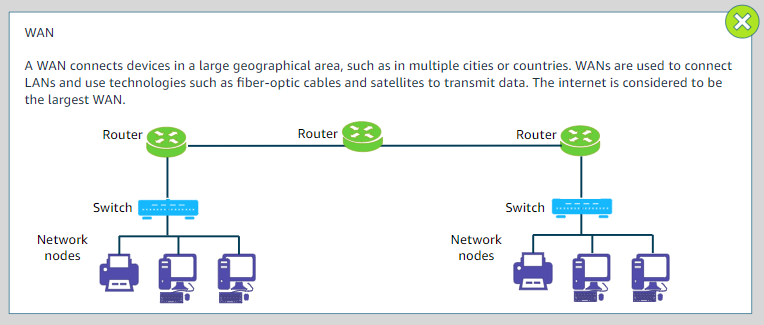 WAN
A WAN connects devices in a large geographical area, such as in multiple cities or countries. WANs are used to connect
LANs and use technologies such as fiber-optic cables and satellites to transmit data. The internet is considered to be
the largest WAN.
Router
Router
Router
Switch
Switch
Network
nodes
Network
nodes